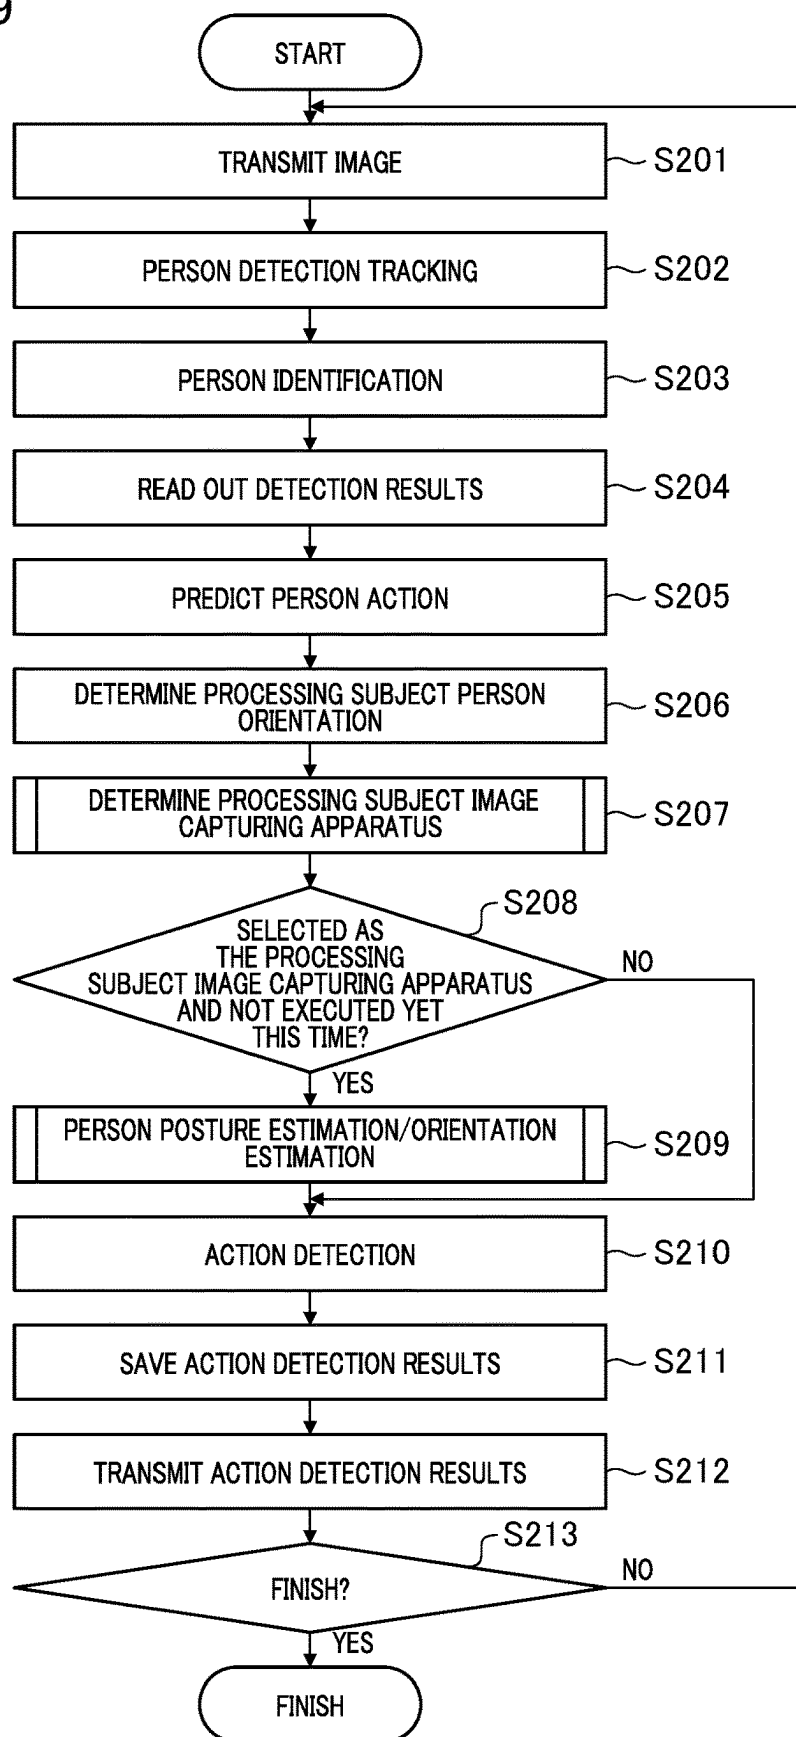 9
START
TRANSMIT IMAGE
S201
PERSON DETECTION TRACKING
S202
PERSON IDENTIFICATION
S203
READ OUT DETECTION RESULTS
S204
PREDICT PERSON ACTION
S205
DETERMINE PROCESSING SUBJECT PERSON
ORIENTATION
S206
DETERMINE PROCESSING SUBJECT IMAGE
CAPTURING APPARATUS
S207
S208
SELECTED AS
THE PROCESSING
SUBJECT IMAGE CAPTURING APPARATUS
AND NOT EXECUTED YET
THIS TIME?
NO
YES
PERSON POSTURE ESTIMATION/ORIENTATION
ESTIMATION
S209
ACTION DETECTION
S210
SAVE ACTION DETECTION RESULTS
S211
TRANSMIT ACTION DETECTION RESULTS
S212
S213
FINISH?
NO
YES
FINISH